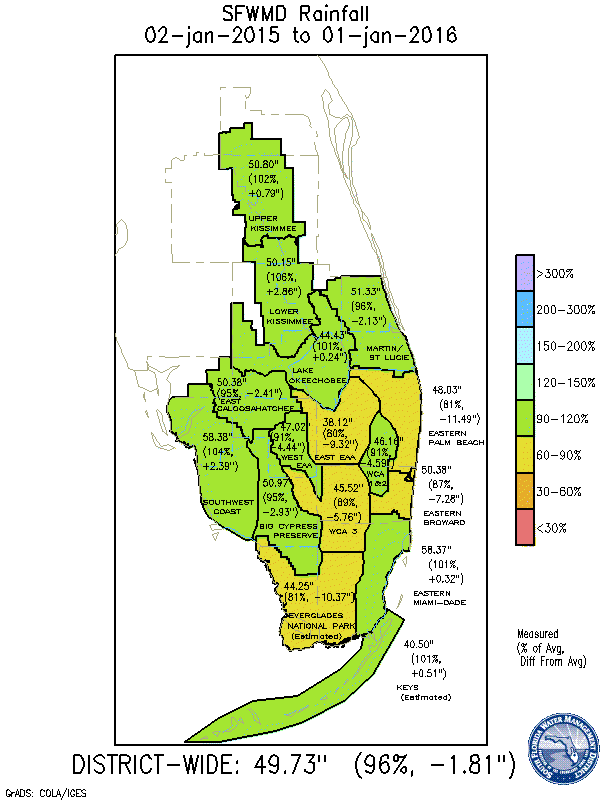 SFWMD Rainfall
02-jan-2015 to 01-jan-2016
50.80"
(102%,
+0.79")
UPPER
KISSIMMEE
50.15"
(106%,
+2.86")
LOWER
KISSIMMEE
51.33"
(96%,
-2.13")
MARTIN/
ST LUCIE
44.43"
(101%,
+0.24")
LAKE
OKEECHOBEE
50.38"
(95%, -2.41")
EAST
CALOOSAHATCHEE
58.38"
(104%,
+2.39")
SOUTHWEST
COAST
47.02"
(91%,
-4.44")
WEST
EAA
38.12"
(80%,
-9.32")
EAST EAA
46.16"
(91%,
-4.59")
WCA
1&2
48.03"
(81%,
-11.49")
EASTERN
PALM BEACH
50.97"
(95%,
-2.93")
BIG CYPRESS
PRESERVE
45.52"
(89%,
-5.76")
WCA 3
50.38"
(87%,
-7.28")
EASTERN
BROWARD
58.37"
(101%,
+0.32")
EASTERN
MIAMI-DADE
44.25"
(81%, -10.37")
EVERGLADES
NATIONAL PARK
(Estimated)
40.50"
(101%,
+0.51")
KEYS
(Estimated)
>300%
200-300%
150-200%
120-150%
90-120%
60-90%
30-60%
<30%
Measured
(% of Avg,
Diff From Avg)
SOUTH FLORIDA WATER MANAGEMENT DISTRICT
DISTRICT-WIDE: 49.73" (96%, -1.81")
GrADS: COLA/IGES